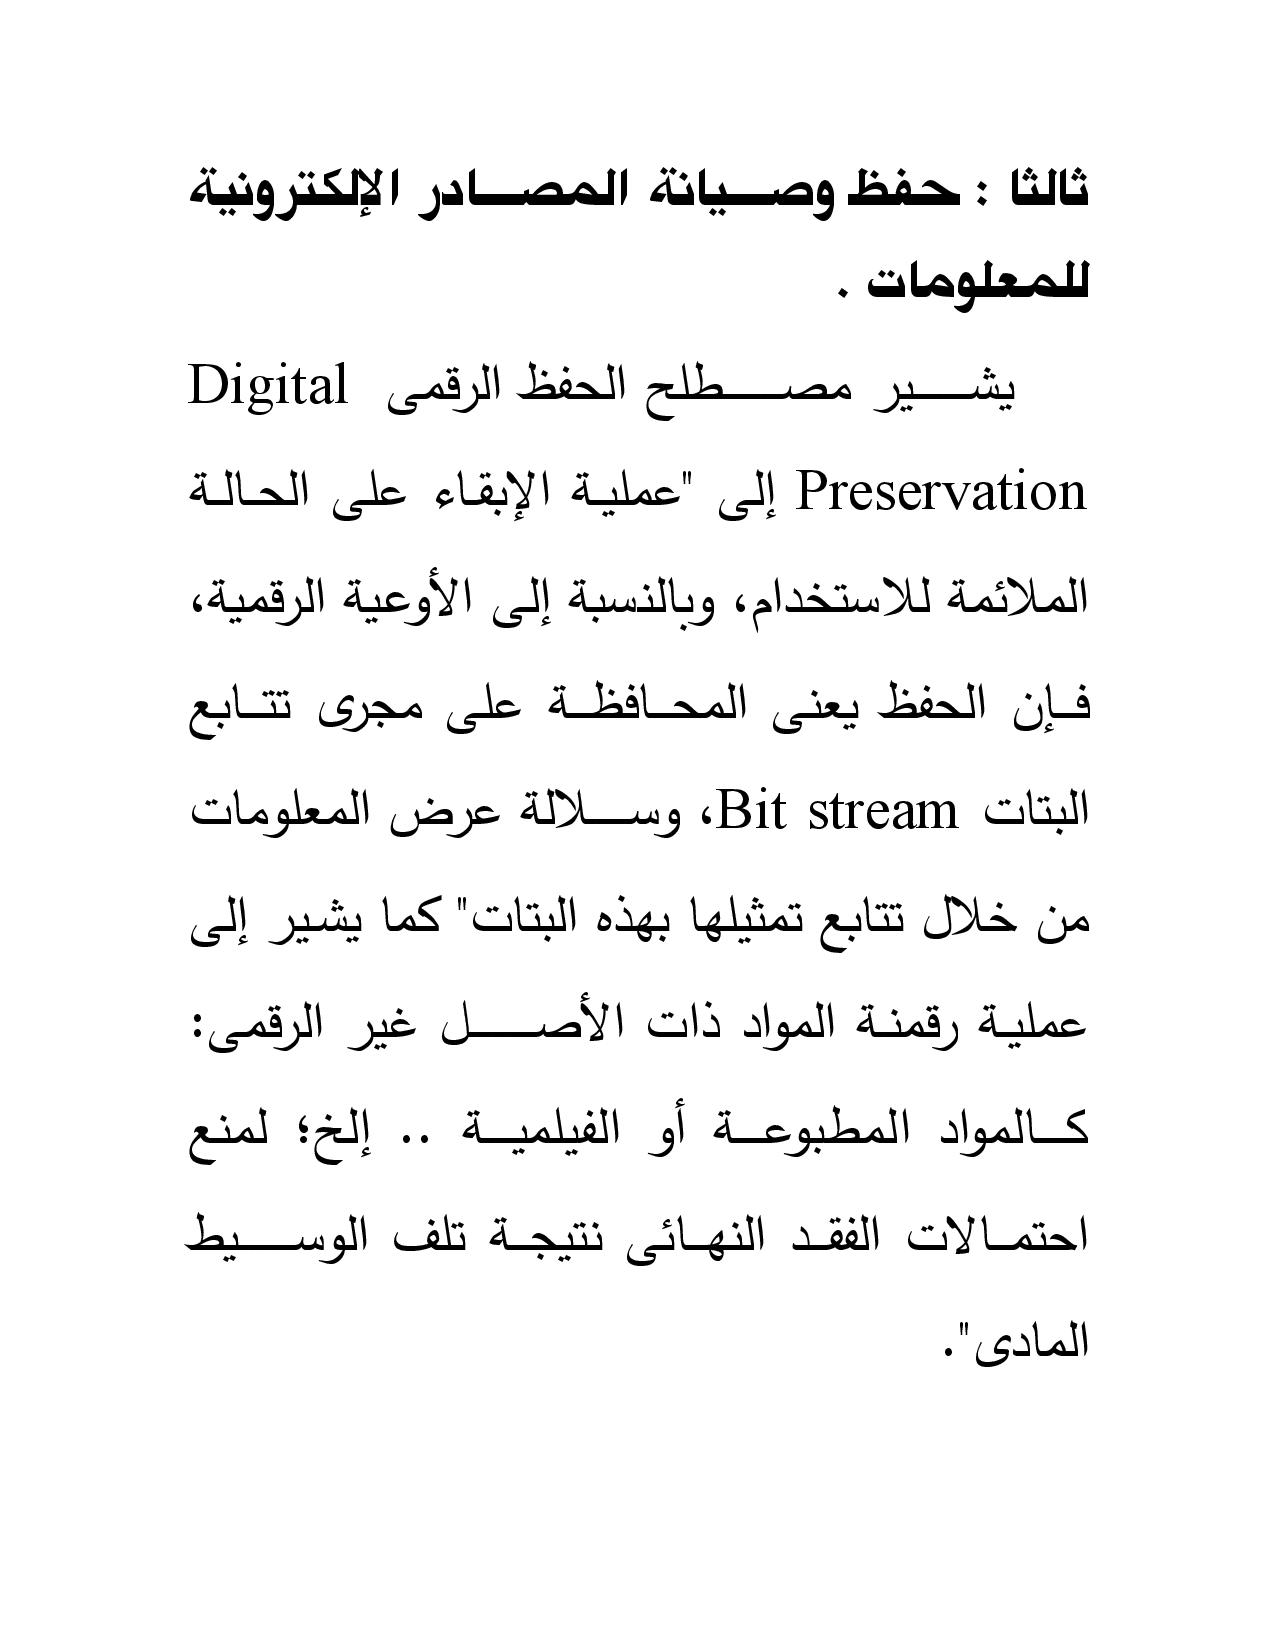 ثالثا : حفظ وصيانة المصادر الإلكترونية
للمعلومات .
يشير مصطلح الحفظ الرقمى Digital
Preservation إلى "عملية الإبقاء على الحالة
الملائمة للاستخدام، وبالنسبة إلى الأوعية الرقمية،
فإن الحفظ يعنى المحافظة على مجرى تتابع
البتات Bit stream، وسلالة عرض المعلومات
من خلال تتابع تمثيلها بهذه البتات" كما يشير إلى
عملية رقمنة المواد ذات الأصل غير الرقمى:
كالمواد المطبوعة أو الفيلمية .. إلخ؛ لمنع
احتمالات الفقد النهائى نتيجة تلف الوسيط
المادى".